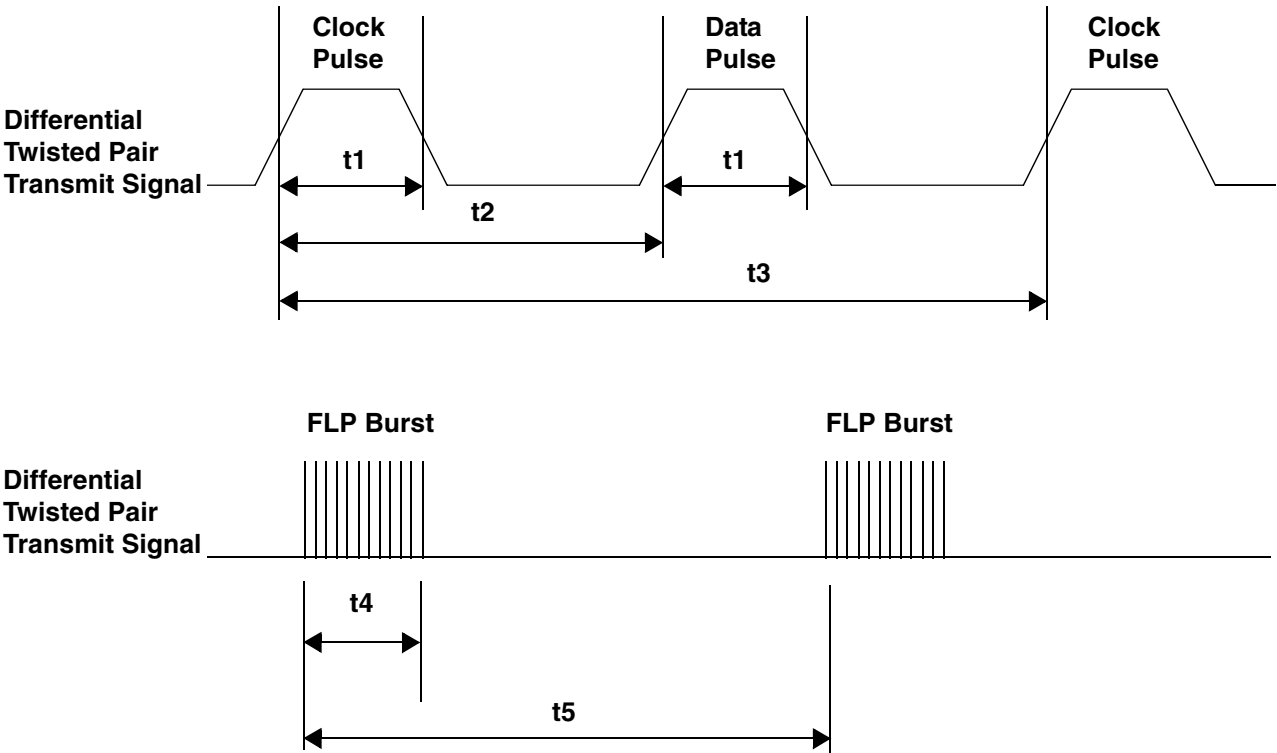 Clock
Pulse
Data
Pulse
Clock
Pulse
Differential
Twisted Pair
Transmit Signal
t1
t1
t2
t3
FLP Burst
FLP Burst
Differential
Twisted Pair
Transmit Signal
t4
t5